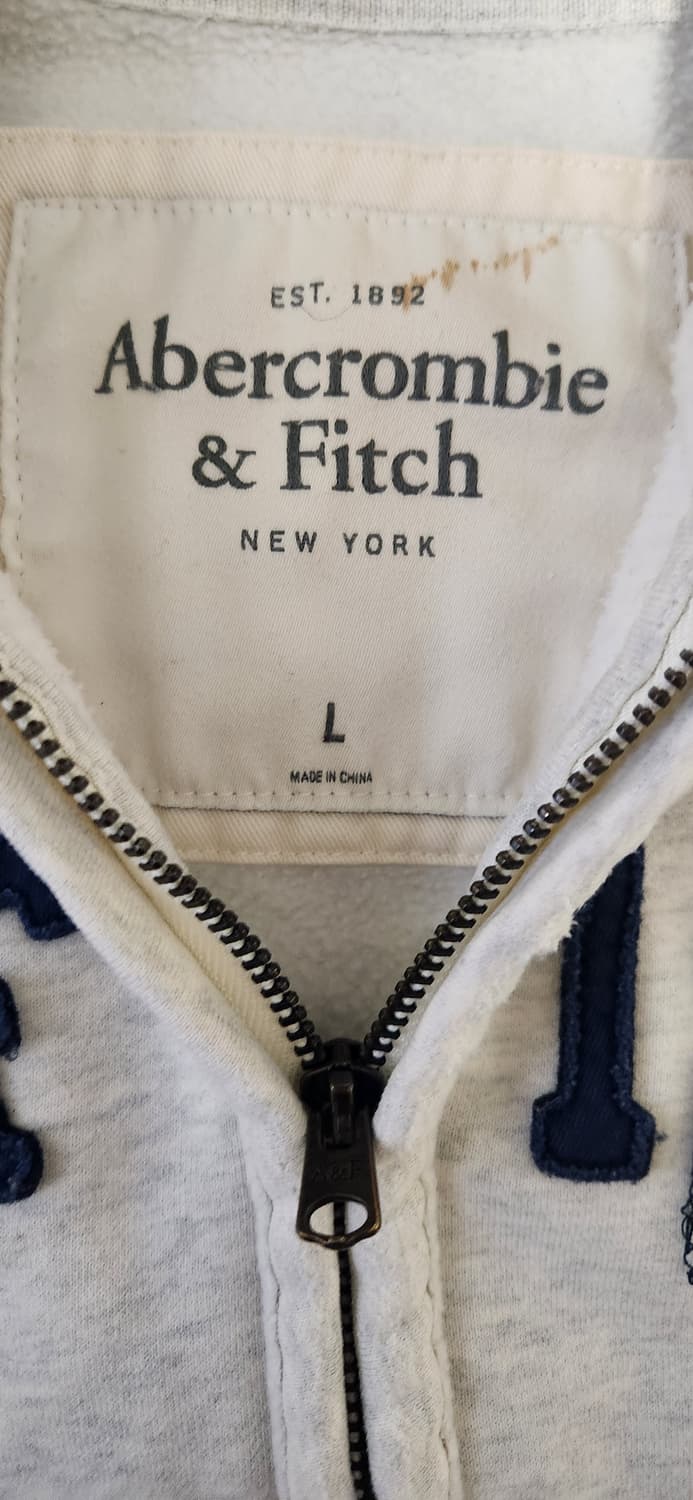 EST. 1892
Abercrombie
& Fitch
NEW YORK
L
MADE IN CHINA
A&F